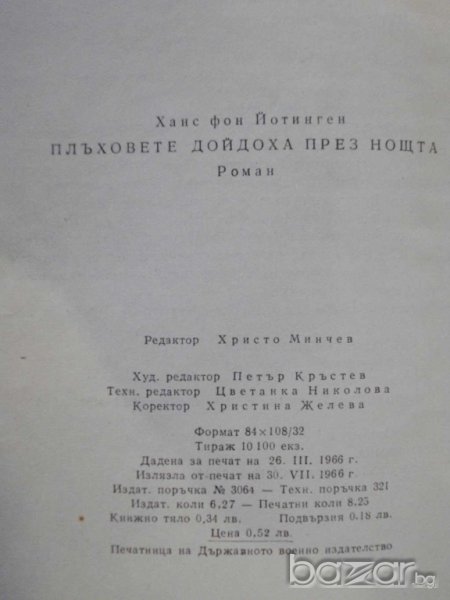 Ханс фон Йотинген
ПЛЪХОВЕТЕ ДОЙДОХА ПРЕЗ НОЩТА
Роман
Редактор Христо Минчев
Худ. редактор Петър Кръстев
Техн. редактор Цветанка Николова
Коректор Христина Желева
Формат 84×108/32
Тираж 10 100 екз.
Дадена за печат на 26. III. 1966 г.
Излязла от печат на 30. VII. 1966 г.
Издат. поръчка № 3064 — Техн. поръчка 321
Издат. коли 6,27 — Печатни коли 8.25
Книжно тяло 0,34 лв. Подвързия 0.18 лв.
Цена 0,52 лв.
Печатница на Държавното военно издателство
bazar.bg